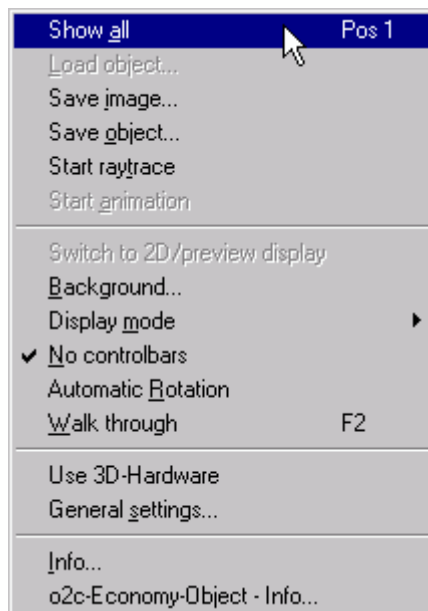 Show all Pos 1
Load object...
Save image...
Save object...
Start raytrace
Start animation
Switch to 2D/preview display
Background...
Display mode
No controlbars
Automatic Rotation
Walk through F2
Use 3D-Hardware
General settings...
Info...
o2c-Economy-Object - Info...